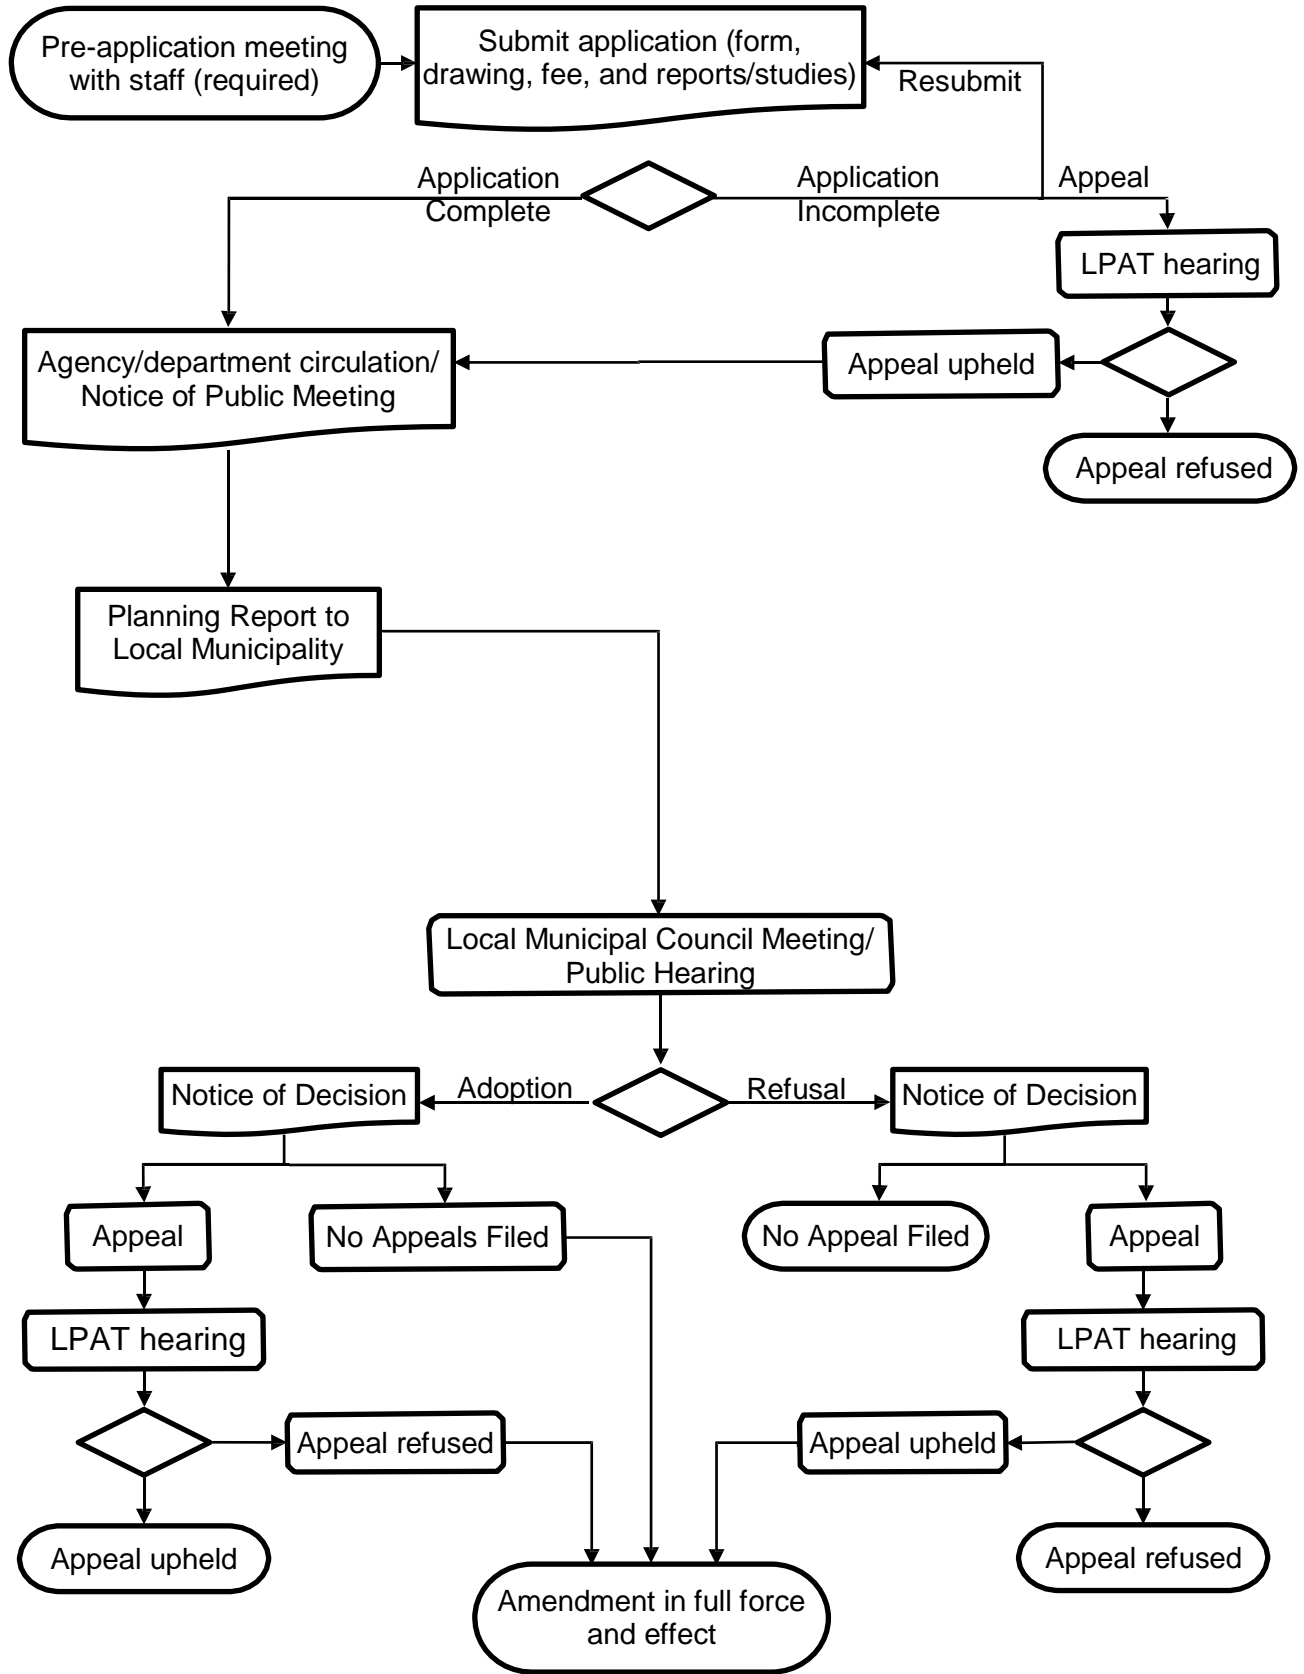 Pre-application meeting
with staff (required)
Submit application (form,
drawing, fee, and reports/studies)
Resubmit
Application
Complete
Application
Incomplete
Appeal
LPAT hearing
Agency/department circulation/
Notice of Public Meeting
Appeal upheld
Appeal refused
Planning Report to
Local Municipality
Local Municipal Council Meeting/
Public Hearing
Notice of Decision
Adoption
Refusal
Notice of Decision
Appeal
No Appeals Filed
No Appeal Filed
Appeal
LPAT hearing
LPAT hearing
Appeal refused
Appeal upheld
Appeal upheld
Appeal refused
Amendment in full force
and effect